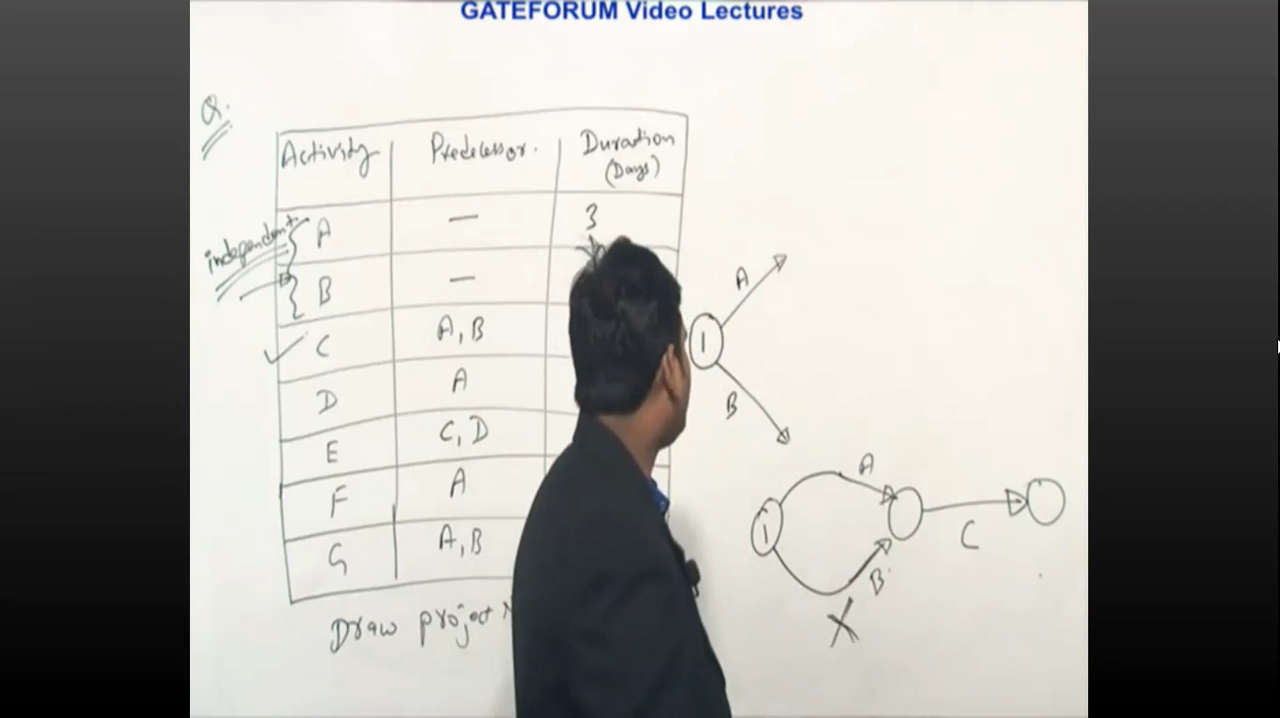 GATEFORUM Video Lectures
Q.
Activity Predecessor. Duration
(Days)
independent
A — 3
B —
C A, B
D A
E C, D
F A
G A, B
Draw project
1 A
B
1 A
B
C
X